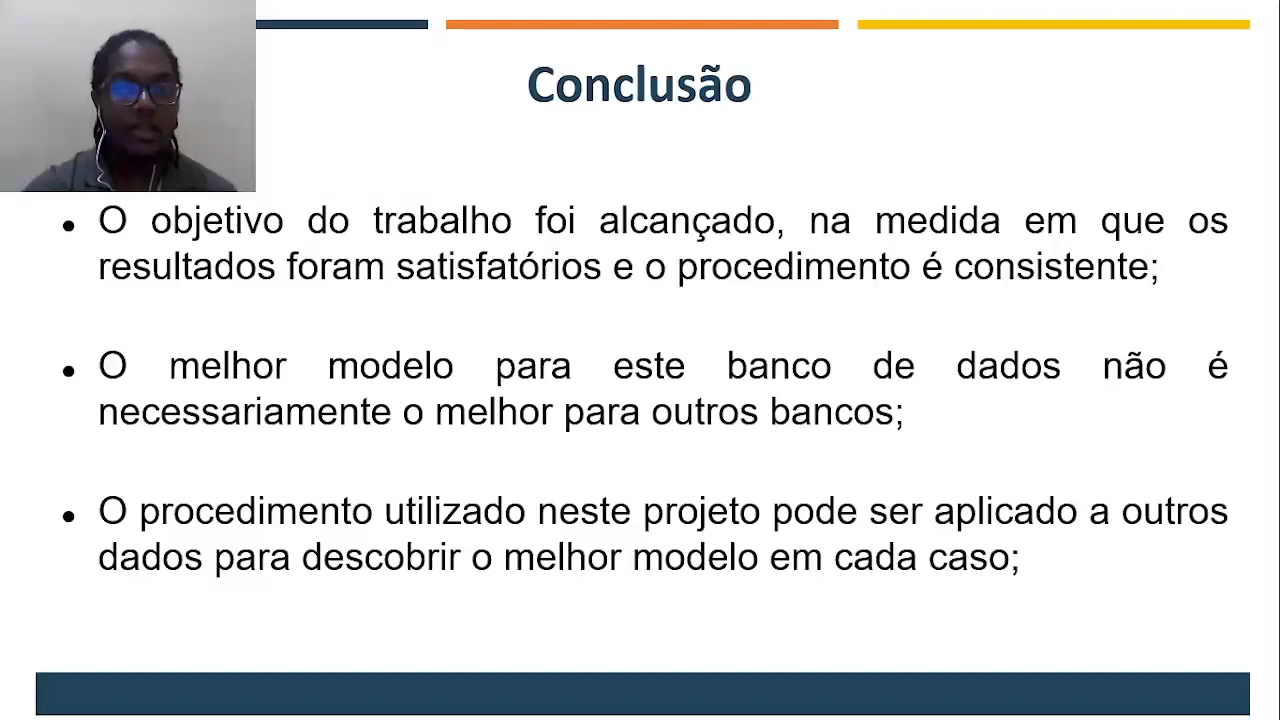 Conclusão
• O objetivo do trabalho foi alcançado, na medida em que os
resultados foram satisfatórios e o procedimento é consistente;
• O melhor modelo para este banco de dados não é
necessariamente o melhor para outros bancos;
• O procedimento utilizado neste projeto pode ser aplicado a outros
dados para descobrir o melhor modelo em cada caso;